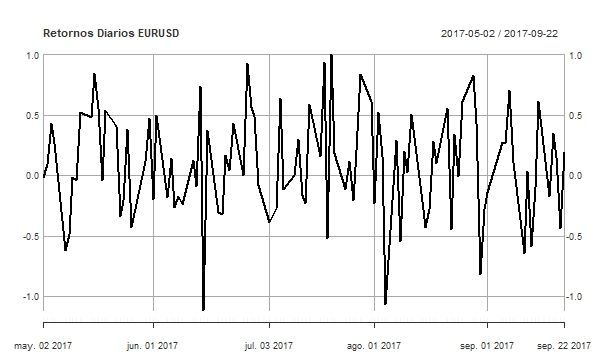 Retornos Diarios EURUSD 2017-05-02 / 2017-09-22
1.0 1.0
0.5 0.5
0.0 0.0
-0.5 -0.5
-1.0 -1.0
may. 02 2017 jun. 01 2017 jul. 03 2017 ago. 01 2017 sep. 01 2017 sep. 22 2017